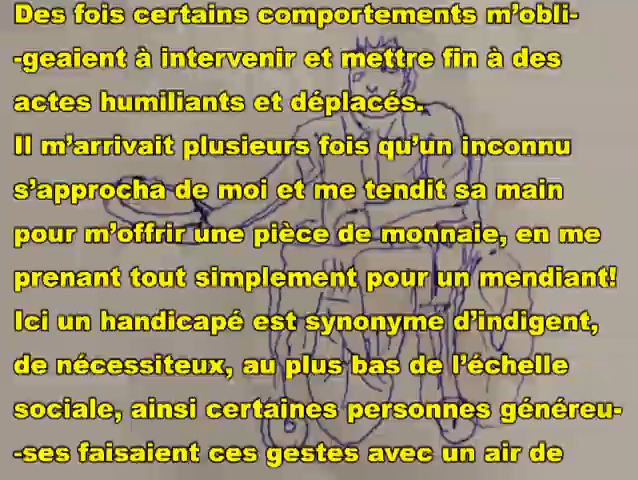 Des fois certains comportements m'obli-
-geaient à intervenir et mettre fin à des
actes humiliants et déplacés.
Il m'arrivait plusieurs fois qu'un inconnu
s'approcha de moi et me tendit sa main
pour m'offrir une pièce de monnaie, en me
prenant tout simplement pour un mendiant!
Ici un handicapé est synonyme d'indigent,
de nécessiteux, au plus bas de l'échelle
sociale, ainsi certaines personnes généreu-
-ses faisaient ces gestes avec un air de